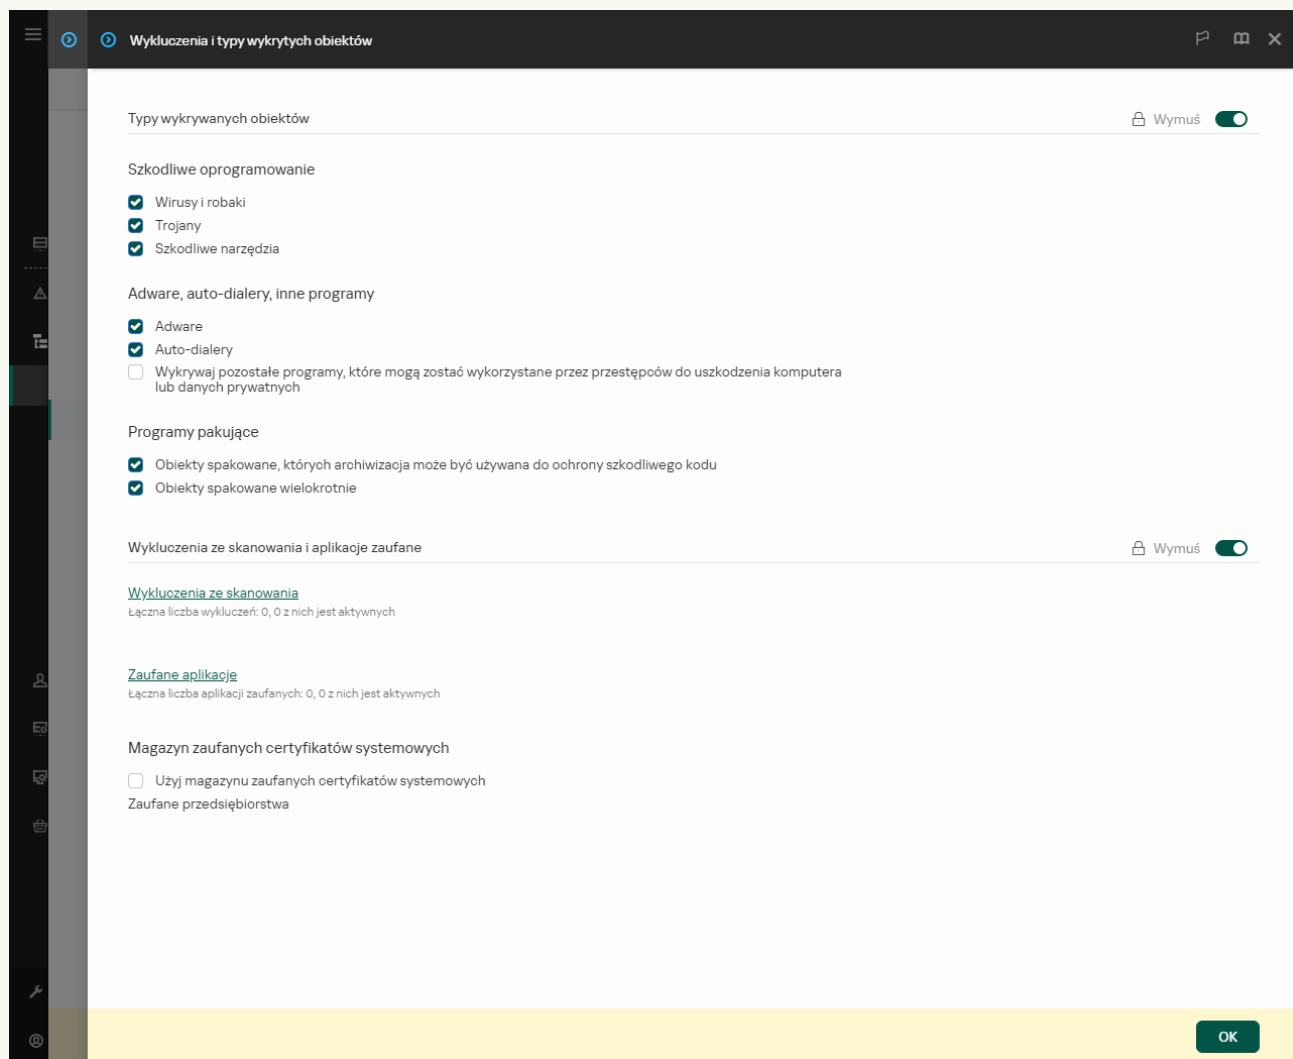 Wykluczenia i typy wykrytych obiektów
Typy wykrywanych obiektów
Wymuś
Szkodliwe oprogramowanie
Wirusy i robaki
Trojany
Szkodliwe narzędzia
Adware, auto-dialery, inne programy
Adware
Auto-dialery
Wykrywaj pozostałe programy, które mogą zostać wykorzystane przez przestępców do uszkodzenia komputera
lub danych prywatnych
Programy pakujące
Obiekty spakowane, których archiwizacja może być używana do ochrony szkodliwego kodu
Obiekty spakowane wielokrotnie
Wykluczenia ze skanowania i aplikacje zaufane
Wymuś
Wykluczenia ze skanowania
Łączna liczba wykluczeń: 0, 0 z nich jest aktywnych
Zaufane aplikacje
Łączna liczba aplikacji zaufanych: 0, 0 z nich jest aktywnych
Magazyn zaufanych certyfikatów systemowych
Użyj magazynu zaufanych certyfikatów systemowych
Zaufane przedsiębiorstwa
OK